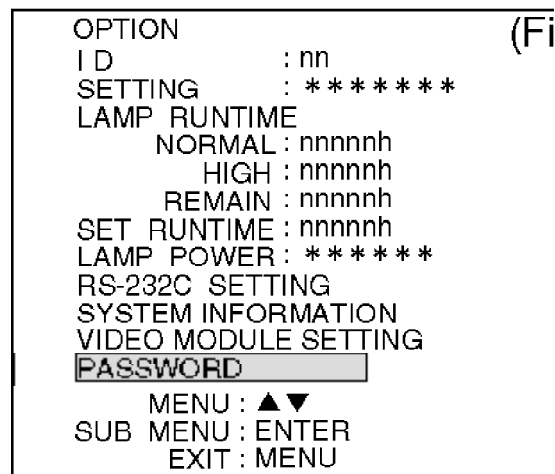 OPTION (Fi
ID : nn
SETTING : *******
LAMP RUNTIME
NORMAL : nnnnnh
HIGH : nnnnnh
REMAIN : nnnnnh
SET RUNTIME : nnnnnh
LAMP POWER : ******
RS-232C SETTING
SYSTEM INFORMATION
VIDEO MODULE SETTING
PASSWORD
MENU : ▲▼
SUB MENU : ENTER
EXIT : MENU